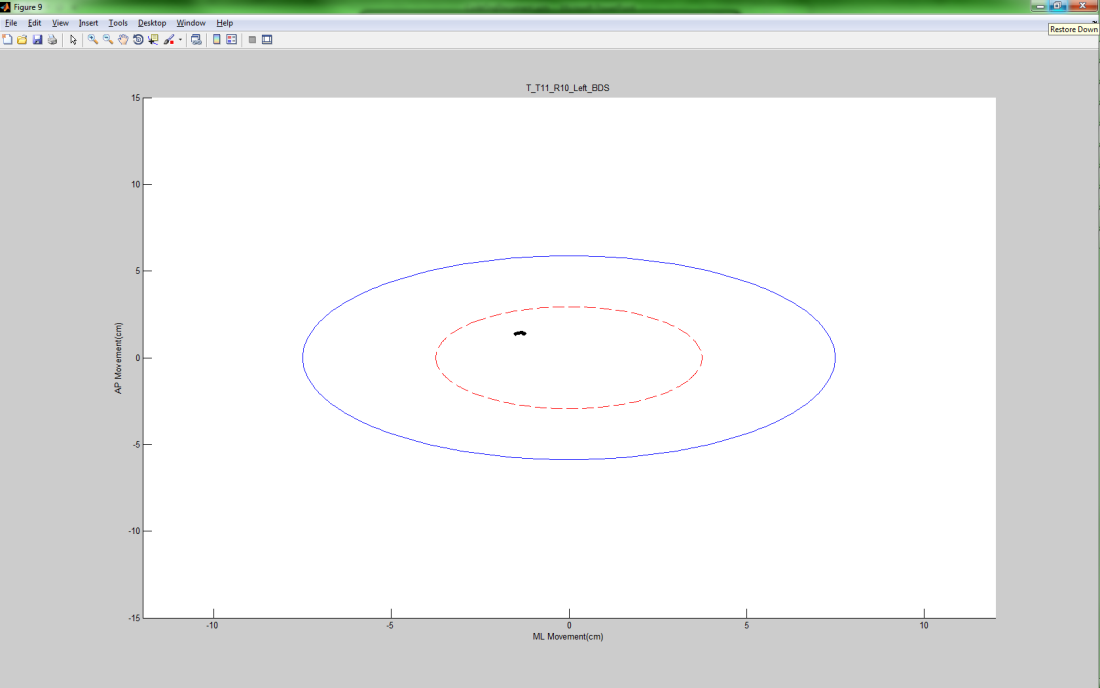 Figure 9
File Edit View Insert Tools Desktop Window Help
Restore Down
T_T11_R10_Left_BDS
15
10
5
0
-5
-10
-15
AP Movement(cm)
-10 -5 0 5 10
ML Movement(cm)